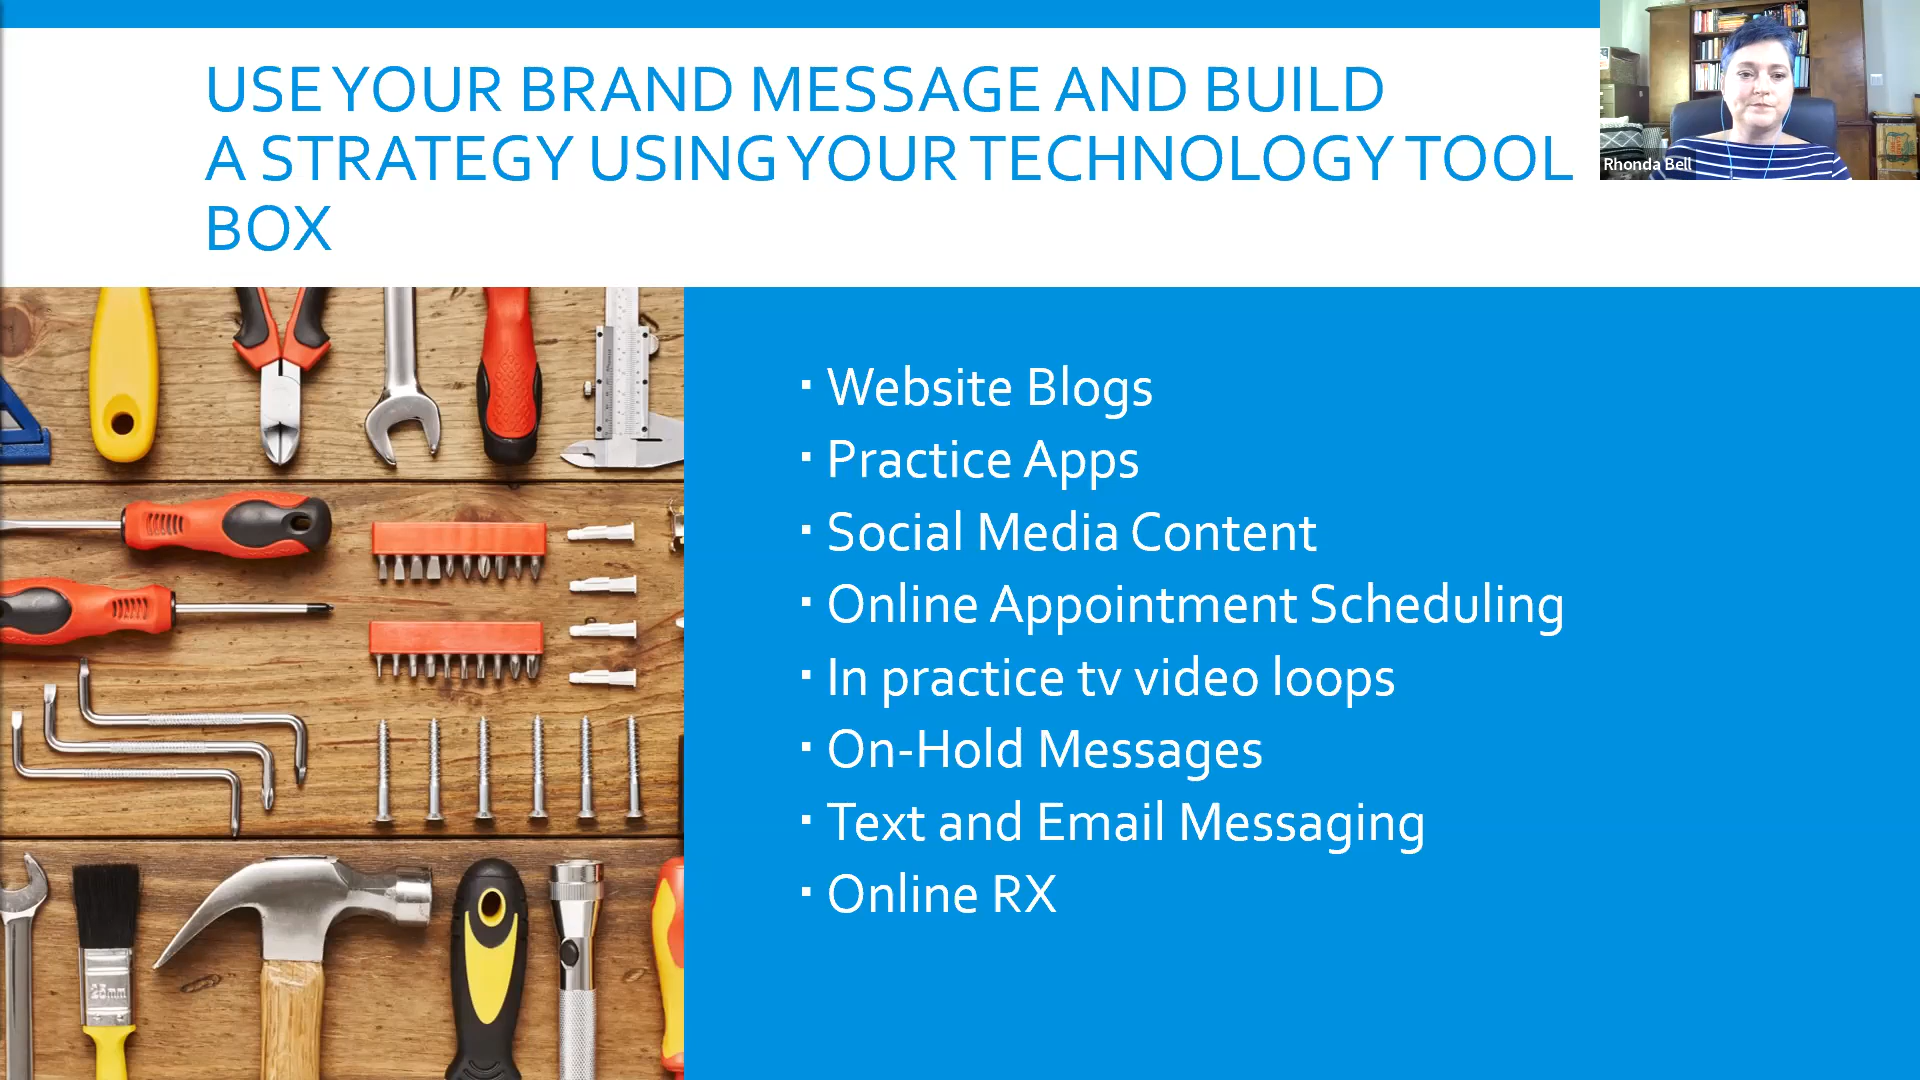 USE YOUR BRAND MESSAGE AND BUILD
A STRATEGY USING YOUR TECHNOLOGY TOOL
BOX
Rhonda Bell
▪ Website Blogs
▪ Practice Apps
▪ Social Media Content
▪ Online Appointment Scheduling
▪ In practice tv video loops
▪ On-Hold Messages
▪ Text and Email Messaging
▪ Online RX
25mm